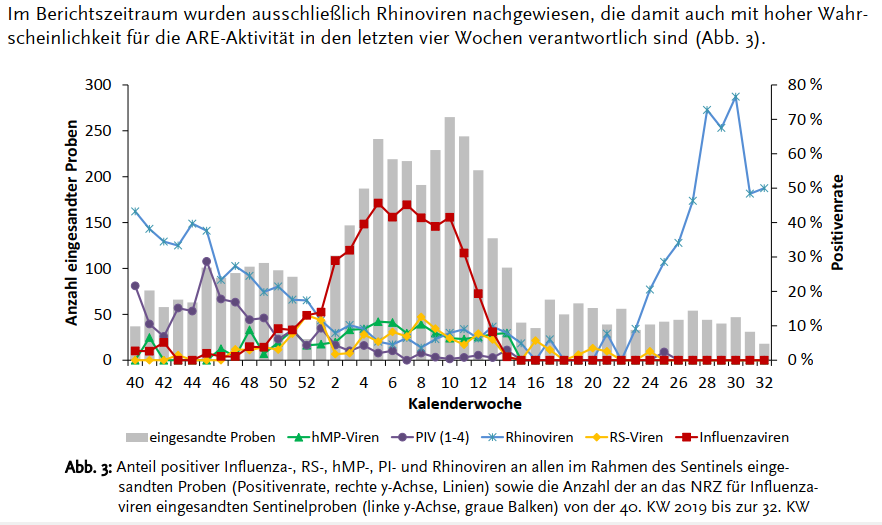 Im Berichtszeitraum wurden ausschließlich Rhinoviren nachgewiesen, die damit auch mit hoher Wahr-
scheinlichkeit für die ARE-Aktivität in den letzten vier Wochen verantwortlich sind (Abb. 3).
300
250
200
150
100
50
0
Anzahl eingesandter Proben
80 %
70 %
60 %
50 %
40 %
30 %
20 %
10 %
0 %
Positivenrate
40 42 44 46 48 50 52 2 4 6 8 10 12 14 16 18 20 22 24 26 28 30 32
Kalenderwoche
eingesandte Proben hMP-Viren PIV (1-4) Rhinoviren RS-Viren Influenzaviren
Abb. 3: Anteil positiver Influenza-, RS-, hMP-, PI- und Rhinoviren an allen im Rahmen des Sentinels einge-
sandten Proben (Positivenrate, rechte y-Achse, Linien) sowie die Anzahl der an das NRZ für Influenza-
viren eingesandten Sentinelproben (linke y-Achse, graue Balken) von der 40. KW 2019 bis zur 32. KW